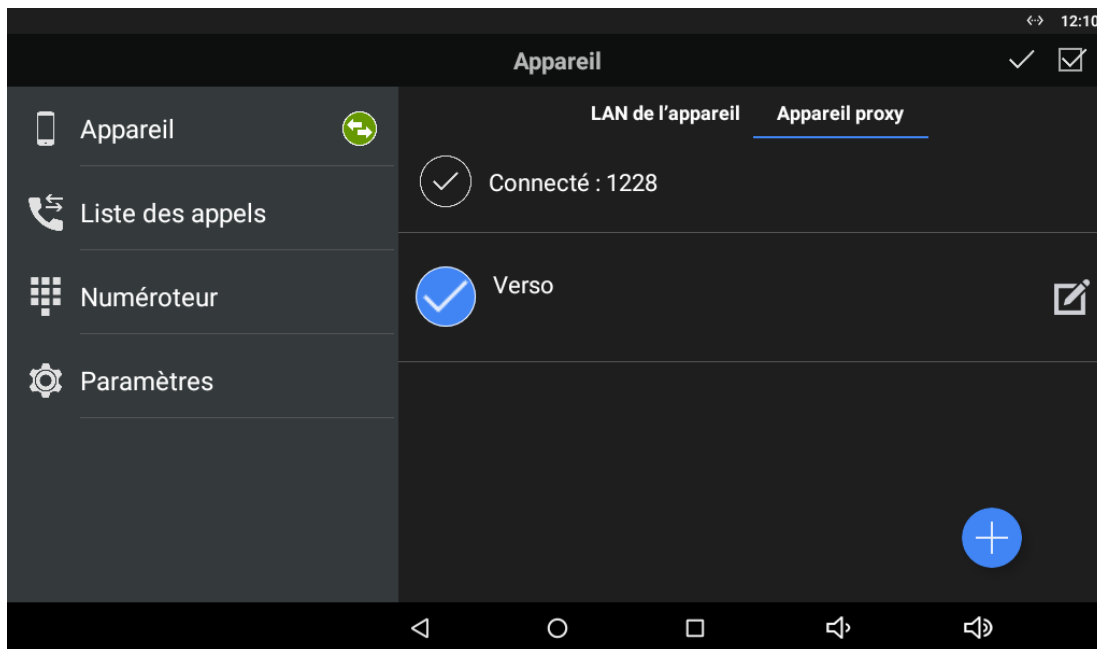 12:10
Appareil
LAN de l’appareil Appareil proxy
Appareil
Connecté : 1228
Liste des appels
Verso
Numéroteur
Paramètres